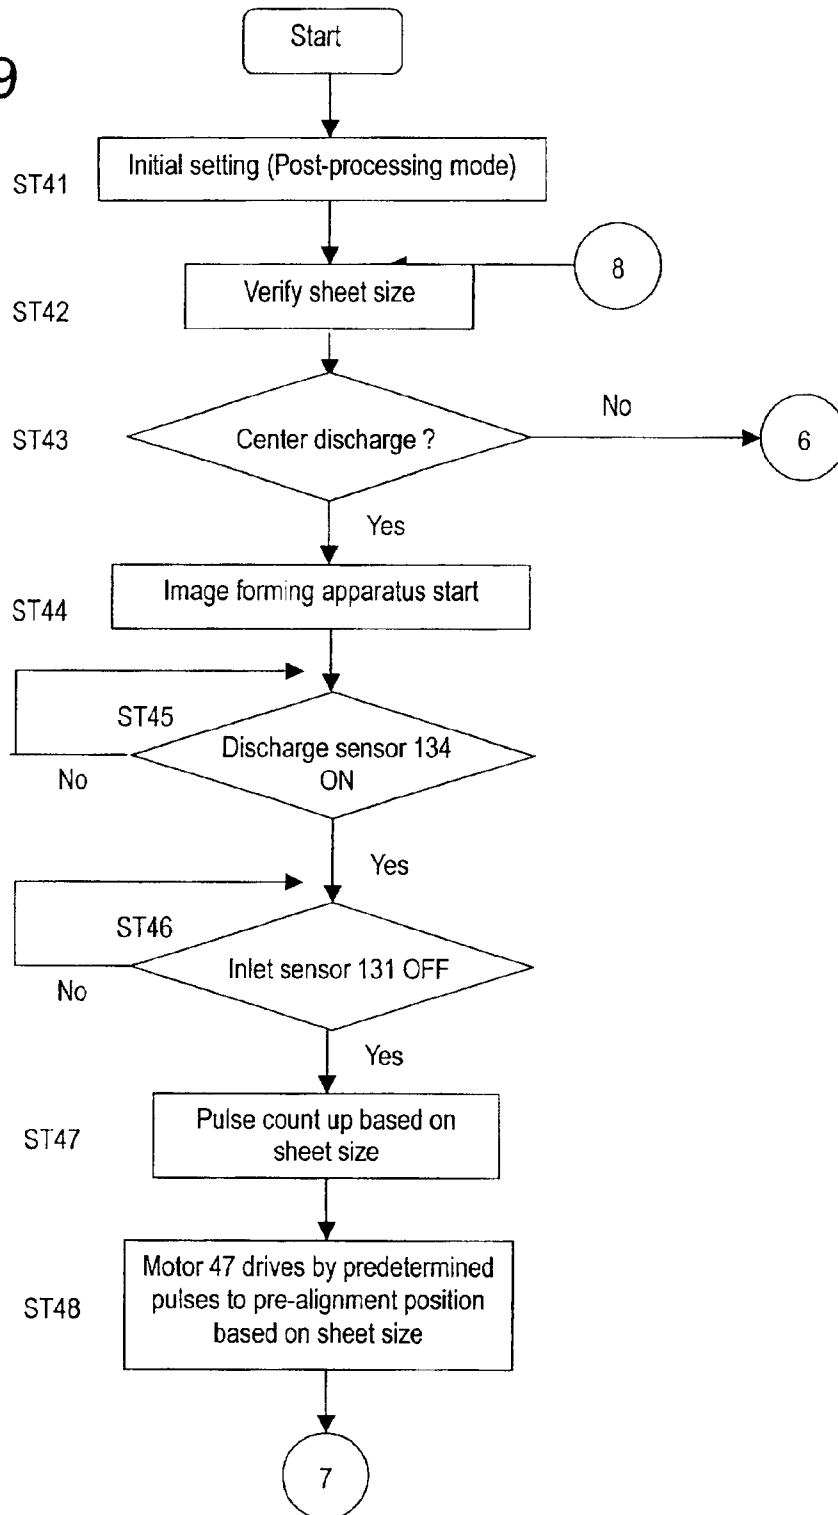 9
Start
ST41
Initial setting (Post-processing mode)
8
ST42
Verify sheet size
ST43
Center discharge ?
No
6
Yes
ST44
Image forming apparatus start
ST45
Discharge sensor 134
ON
No
Yes
ST46
Inlet sensor 131 OFF
No
Yes
ST47
Pulse count up based on
sheet size
ST48
Motor 47 drives by predetermined
pulses to pre-alignment position
based on sheet size
7